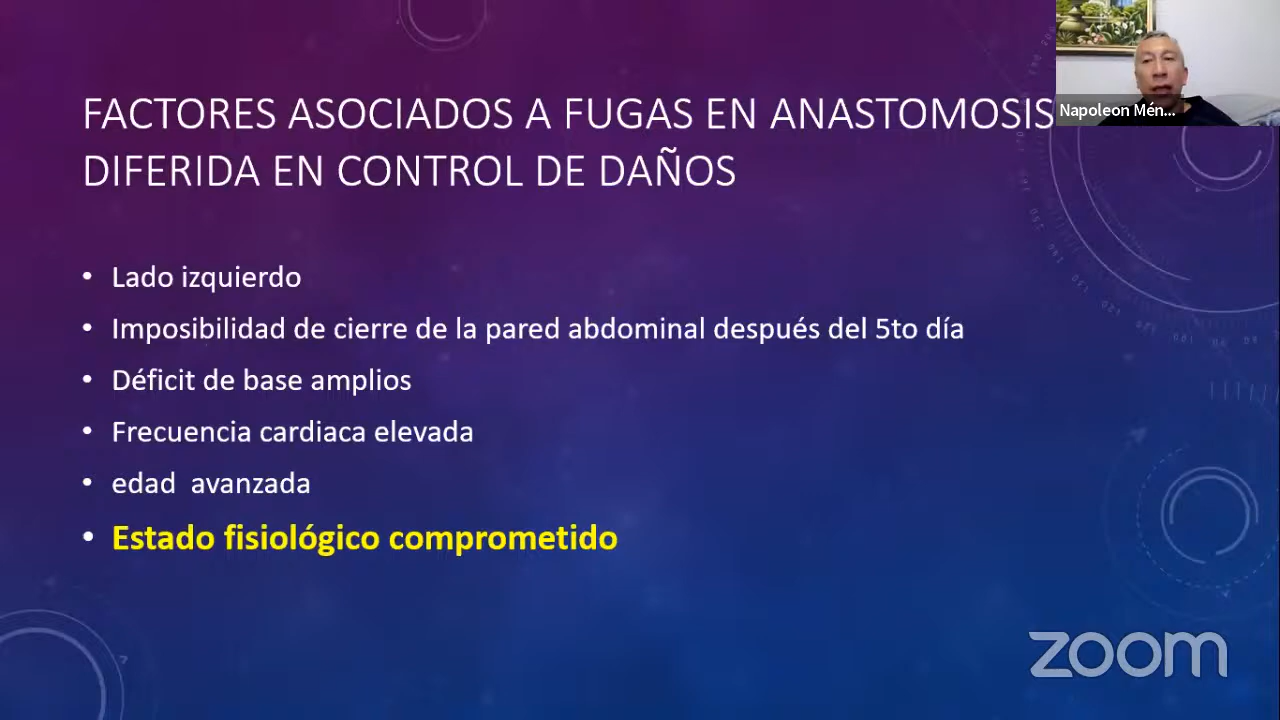 FACTORES ASOCIADOS A FUGAS EN ANASTOMOSIS
DIFERIDA EN CONTROL DE DAÑOS
Napoleon Mén...
• Lado izquierdo
• Imposibilidad de cierre de la pared abdominal después del 5to día
• Déficit de base amplios
• Frecuencia cardiaca elevada
• edad avanzada
• Estado fisiológico comprometido
zoom